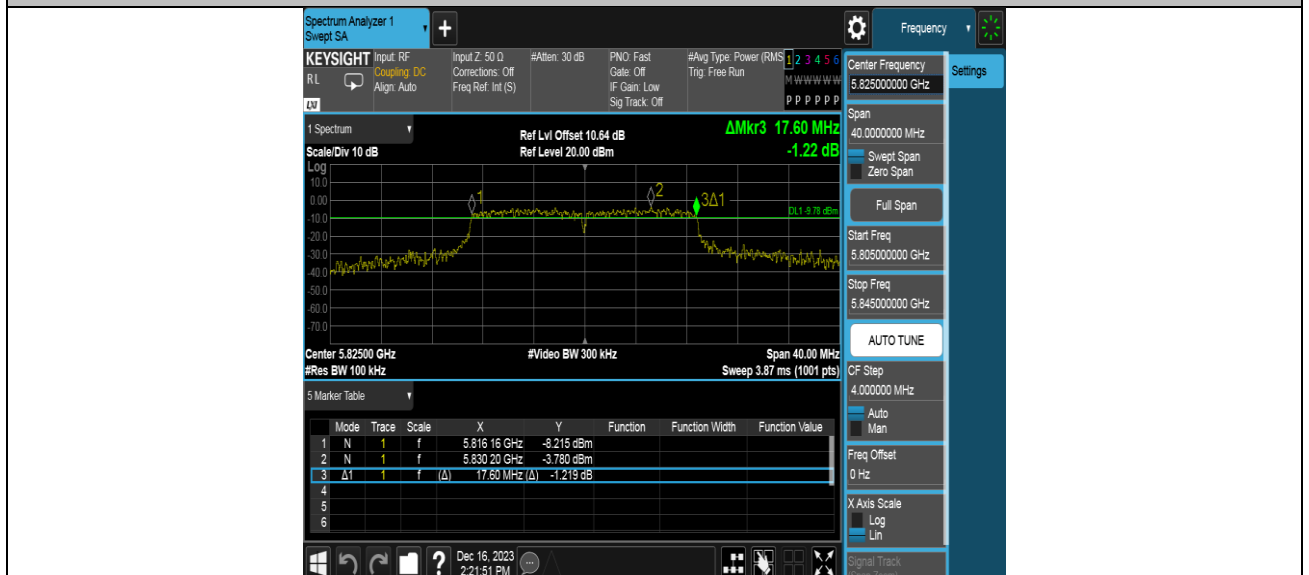 Spectrum Analyzer 1
Swept SA
+
Frequency
KEYSIGHT
RL
LXI
Input: RF
Coupling: DC
Align: Auto
Input Z: 50 Ω
Corrections: Off
Freq Ref: Int (S)
#Atten: 30 dB
PNO: Fast
Gate: Off
IF Gain: Low
Sig Track: Off
#Avg Type: Power (RMS
Trig: Free Run
1 2 3 4 5 6
M W W W W W
P P P P P P
Center Frequency
5.825000000 GHz
Settings
Span
40.0000000 MHz
Swept Span
Zero Span
Full Span
Start Freq
5.805000000 GHz
Stop Freq
5.845000000 GHz
AUTO TUNE
CF Step
4.000000 MHz
Auto
Man
Freq Offset
0 Hz
X Axis Scale
Log
Lin
Signal Track
1 Spectrum
Scale/Div 10 dB
Ref Lvl Offset 10.64 dB
Ref Level 20.00 dBm
ΔMkr3 17.60 MHz
-1.22 dB
Log
10.0
0.00
-10.0
-20.0
-30.0
-40.0
-50.0
-60.0
-70.0
1
2
3Δ1
DL1 -9.78 dBm
Center 5.82500 GHz
#Video BW 300 kHz
Span 40.00 MHz
#Res BW 100 kHz
Sweep 3.87 ms (1001 pts)
5 Marker Table
Mode Trace Scale X Y Function Function Width Function Value
1 N 1 f 5.816 16 GHz -8.215 dBm
2 N 1 f 5.830 20 GHz -3.780 dBm
3 Δ1 1 f (Δ) 17.60 MHz (Δ) -1.219 dB
4
5
6
?
Dec 16, 2023
2:21:51 PM